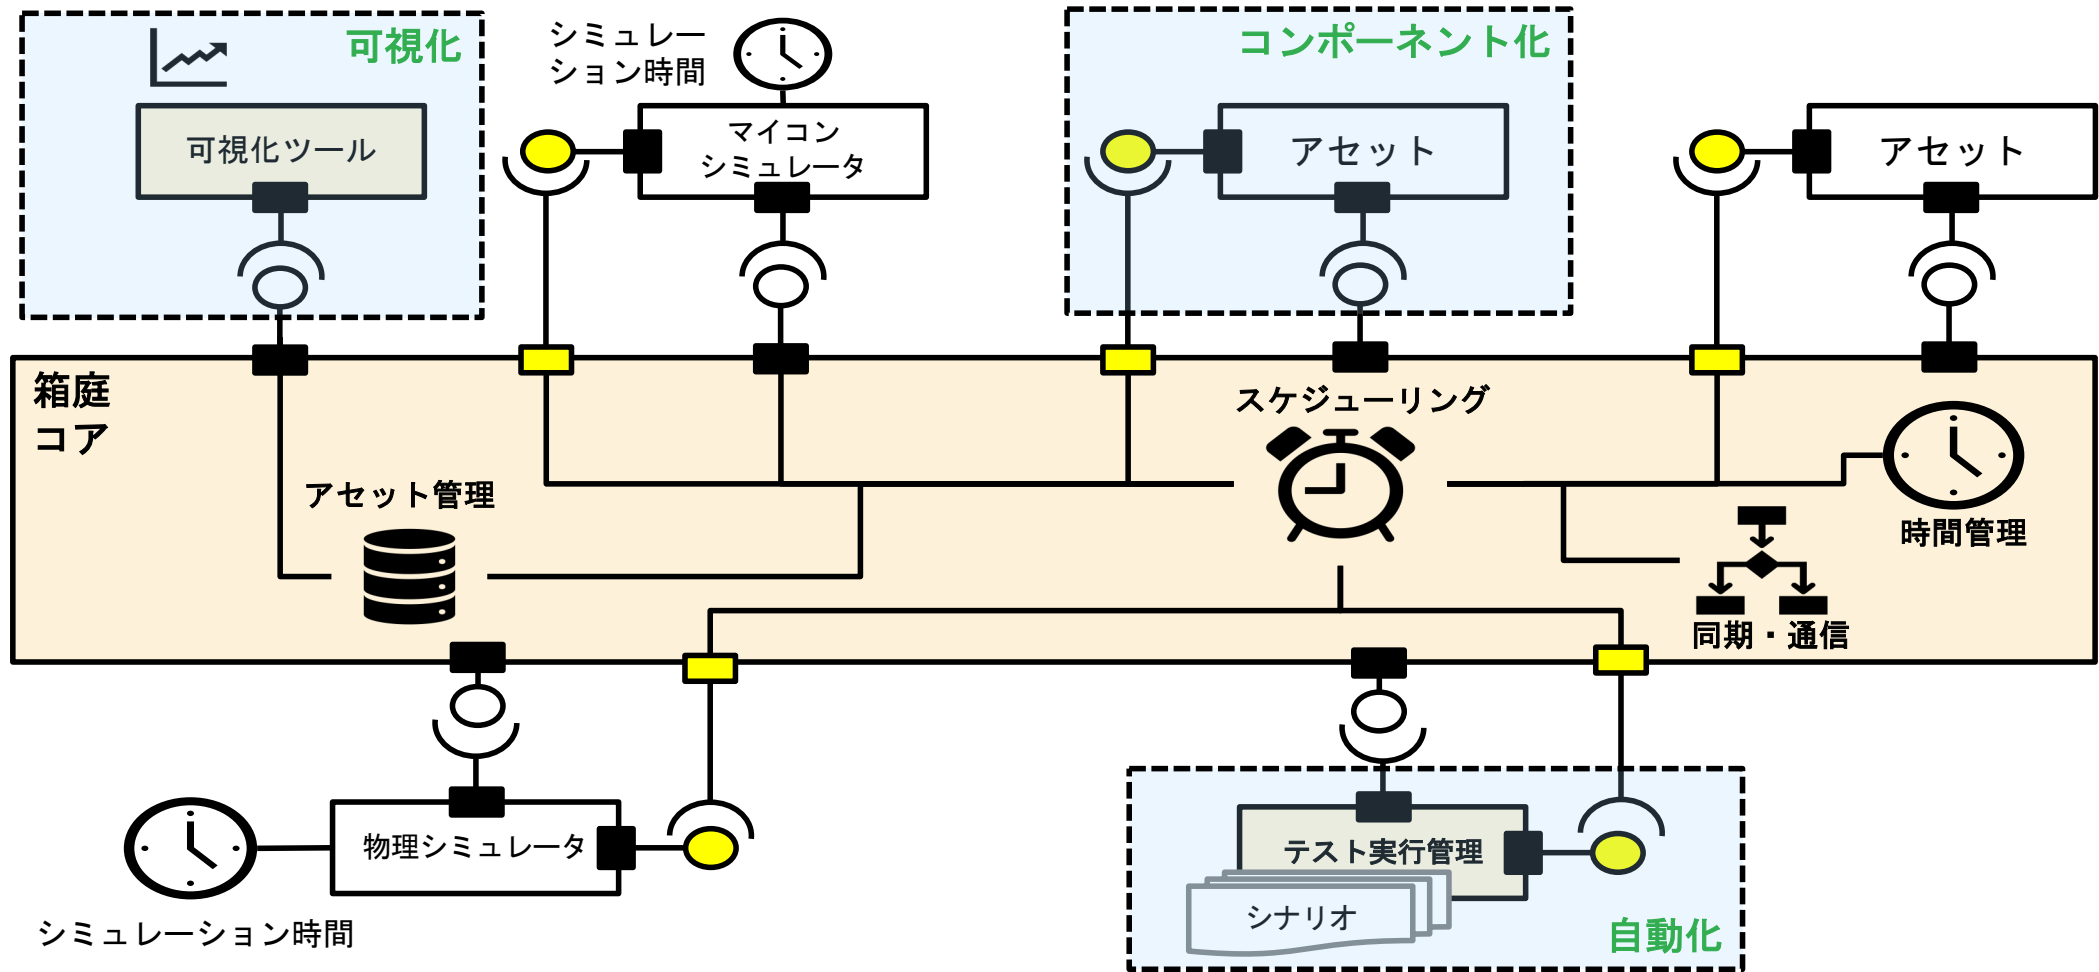 可視化
可視化ツール
シミュレー
ション時間
マイコン
シミュレータ
コンポーネント化
アセット
アセット
箱庭
コア
スケジューリング
アセット管理
時間管理
同期・通信
物理シミュレータ
シミュレーション時間
テスト実行管理
シナリオ
自動化